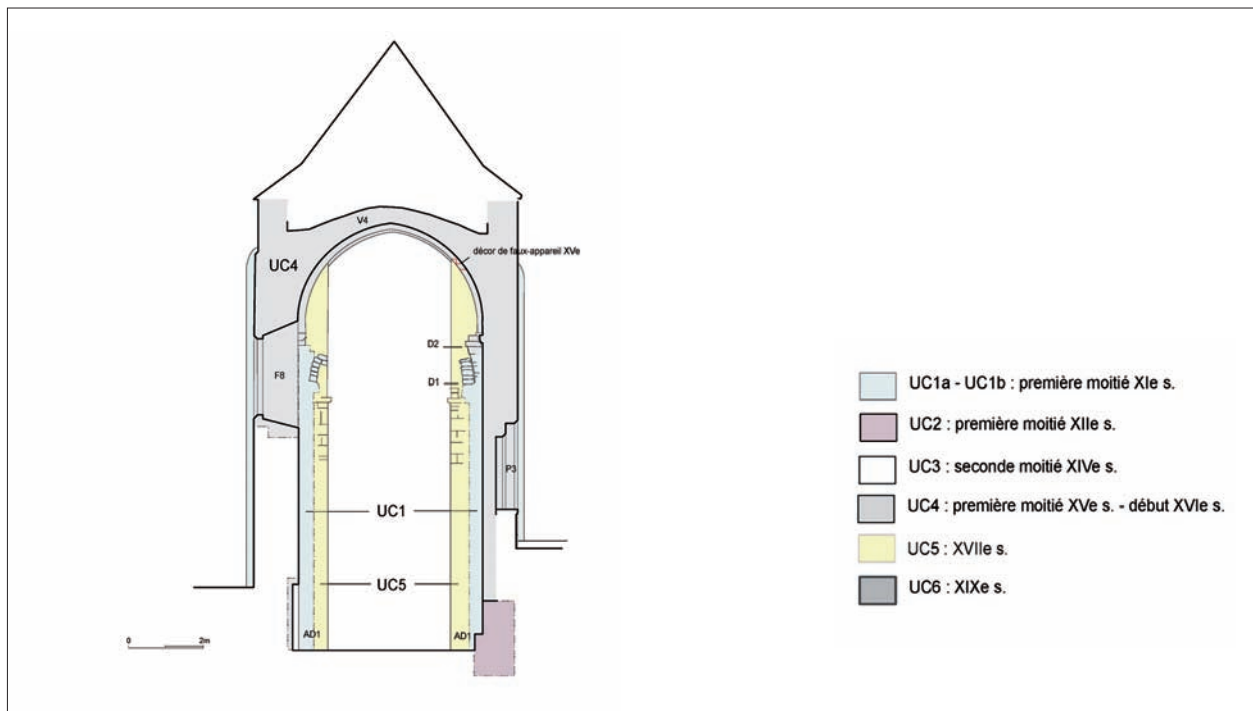 V4
décor de faux-appareil XVe
UC4
D2
F8
D1
P3
UC1
UC5
AD1
AD1
0
2m
UC1a - UC1b : première moitié XIe s.
UC2 : première moitié XIIe s.
UC3 : seconde moitié XIVe s.
UC4 : première moitié XVe s. - début XVIe s.
UC5 : XVIIe s.
UC6 : XIXe s.